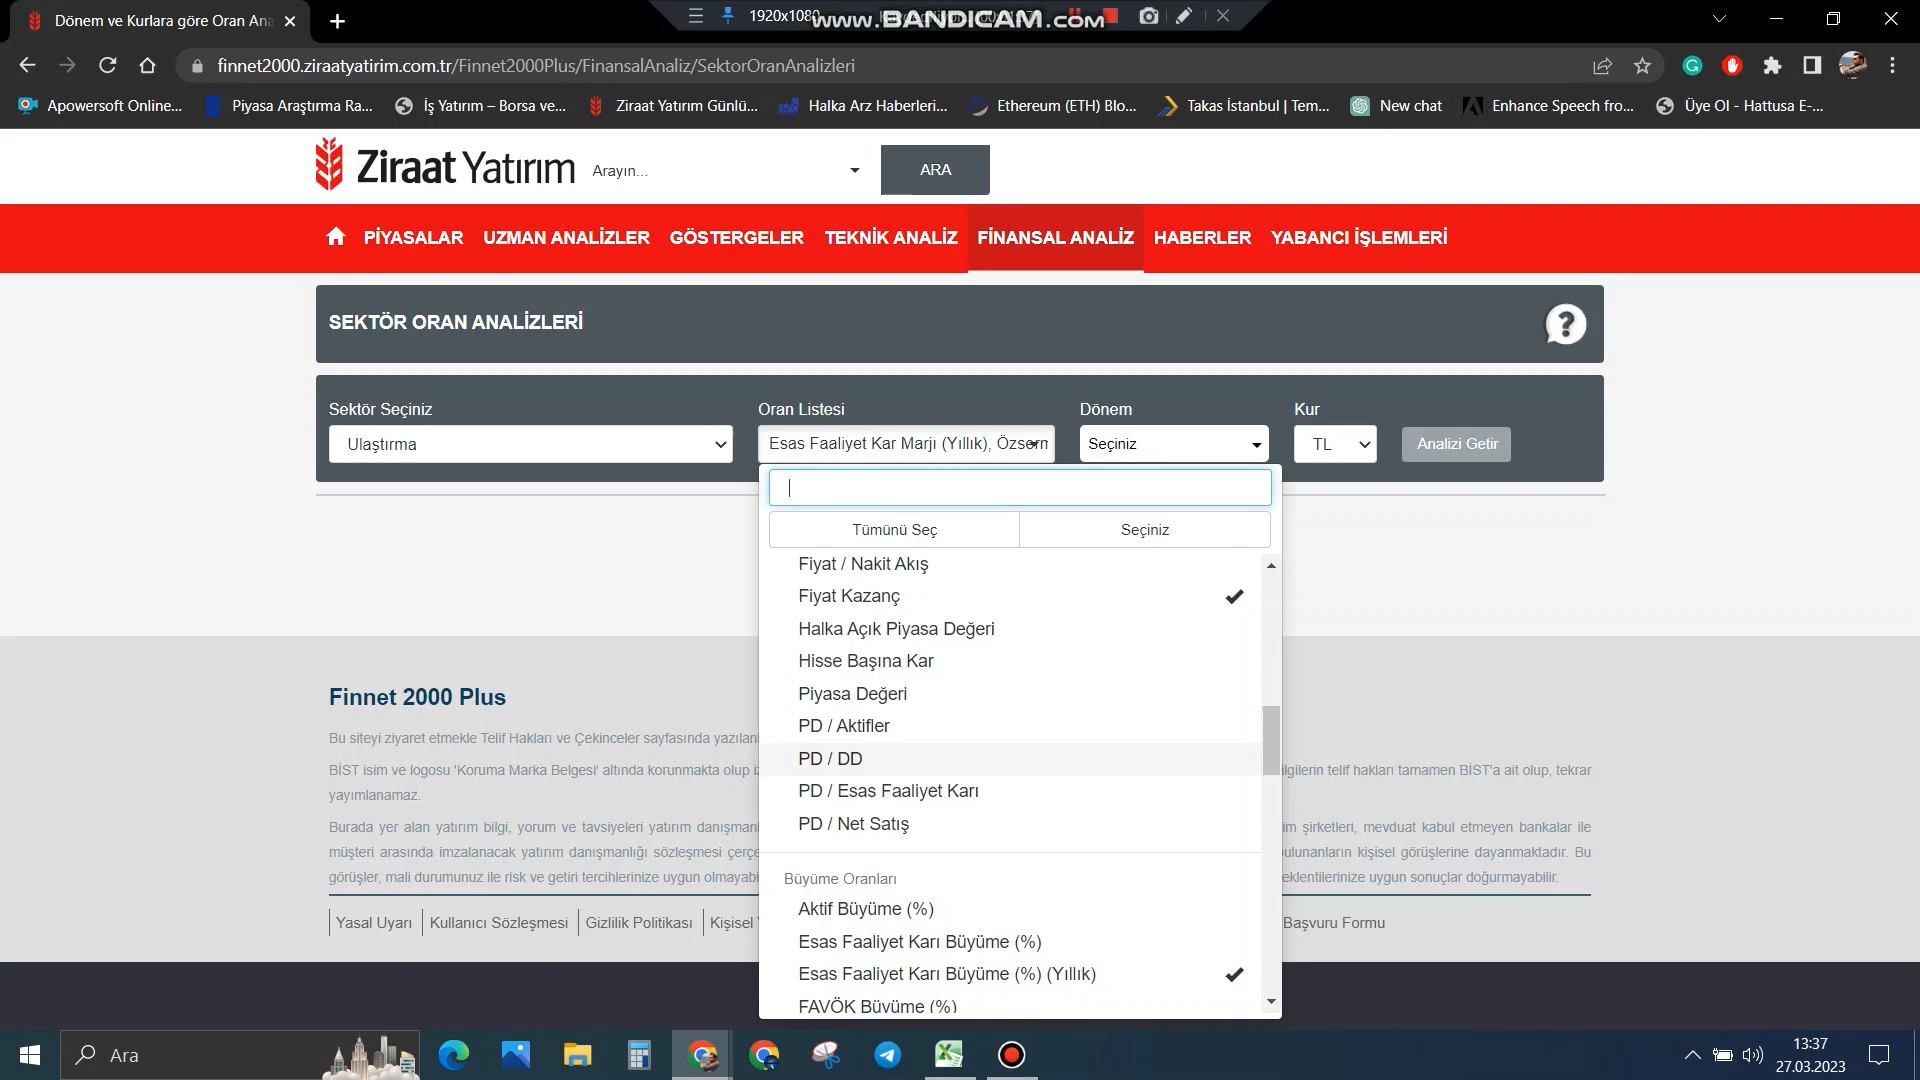 Dönem ve Kurlara göre Oran Ana
1920x1080
www.BANDICAM.com
finnet2000.ziraatyatirim.com.tr/Finnet2000Plus/FinansalAnaliz/SektorOranAnalizleri
Apowersoft Online...
Piyasa Araştırma Ra...
İş Yatırım – Borsa ve...
Ziraat Yatırım Günlü...
Halka Arz Haberleri...
Ethereum (ETH) Blo...
Takas İstanbul | Tem...
New chat
Enhance Speech fro...
Üye Ol - Hattusa E-...
Ziraat Yatırım
Arayın...
ARA
PİYASALAR
UZMAN ANALİZLER
GÖSTERGELER
TEKNİK ANALİZ
FİNANSAL ANALİZ
HABERLER
YABANCI İŞLEMLERİ
SEKTÖR ORAN ANALİZLERİ
?
Sektör Seçiniz
Oran Listesi
Dönem
Kur
Ulaştırma
Esas Faaliyet Kar Marjı (Yıllık), Özserm
Seçiniz
TL
Analizi Getir
Tümünü Seç
Seçiniz
Fiyat / Nakit Akış
Fiyat Kazanç
Halka Açık Piyasa Değeri
Hisse Başına Kar
Piyasa Değeri
PD / Aktifler
PD / DD
PD / Esas Faaliyet Karı
PD / Net Satış
Büyüme Oranları
Aktif Büyüme (%)
Esas Faaliyet Karı Büyüme (%)
Esas Faaliyet Karı Büyüme (%) (Yıllık)
FAVÖK Büyüme (%)
Finnet 2000 Plus
Bu siteyi ziyaret etmekle Telif Hakları ve Çekinceler sayfasında yazılanl
BİST isim ve logosu 'Koruma Marka Belgesi' altında korunmakta olup iz
ilgilerin telif hakları tamamen BİST'a ait olup, tekrar
yayımlanamaz.
Burada yer alan yatırım bilgi, yorum ve tavsiyeleri yatırım danışmanl
im şirketleri, mevduat kabul etmeyen bankalar ile
müşteri arasında imzalanacak yatırım danışmanlığı sözleşmesi çerçe
ulunanların kişisel görüşlerine dayanmaktadır. Bu
görüşler, mali durumunuz ile risk ve getiri tercihlerinize uygun olmayabi
eklentilerinize uygun sonuçlar doğurmayabilir.
Yasal Uyarı
Kullanıcı Sözleşmesi
Gizlilik Politikası
Kişisel
Başvuru Formu
Ara
13:37
27.03.2023